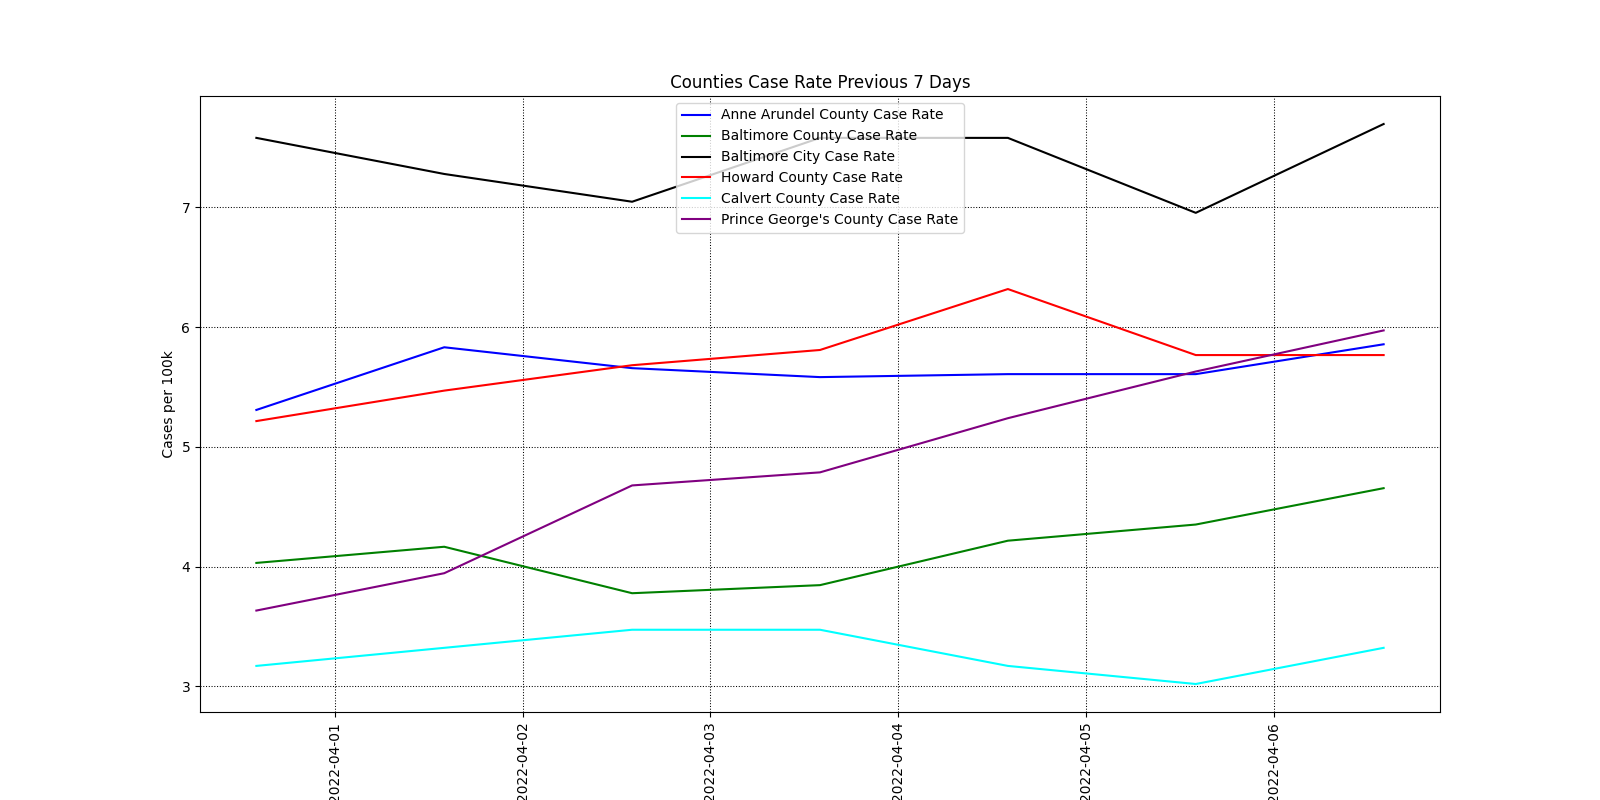 Counties Case Rate Previous 7 Days
Anne Arundel County Case Rate
Baltimore County Case Rate
Baltimore City Case Rate
Howard County Case Rate
Calvert County Case Rate
Prince George's County Case Rate
Cases per 100k
7
6
5
4
3
2022-04-01
2022-04-02
2022-04-03
2022-04-04
2022-04-05
2022-04-06